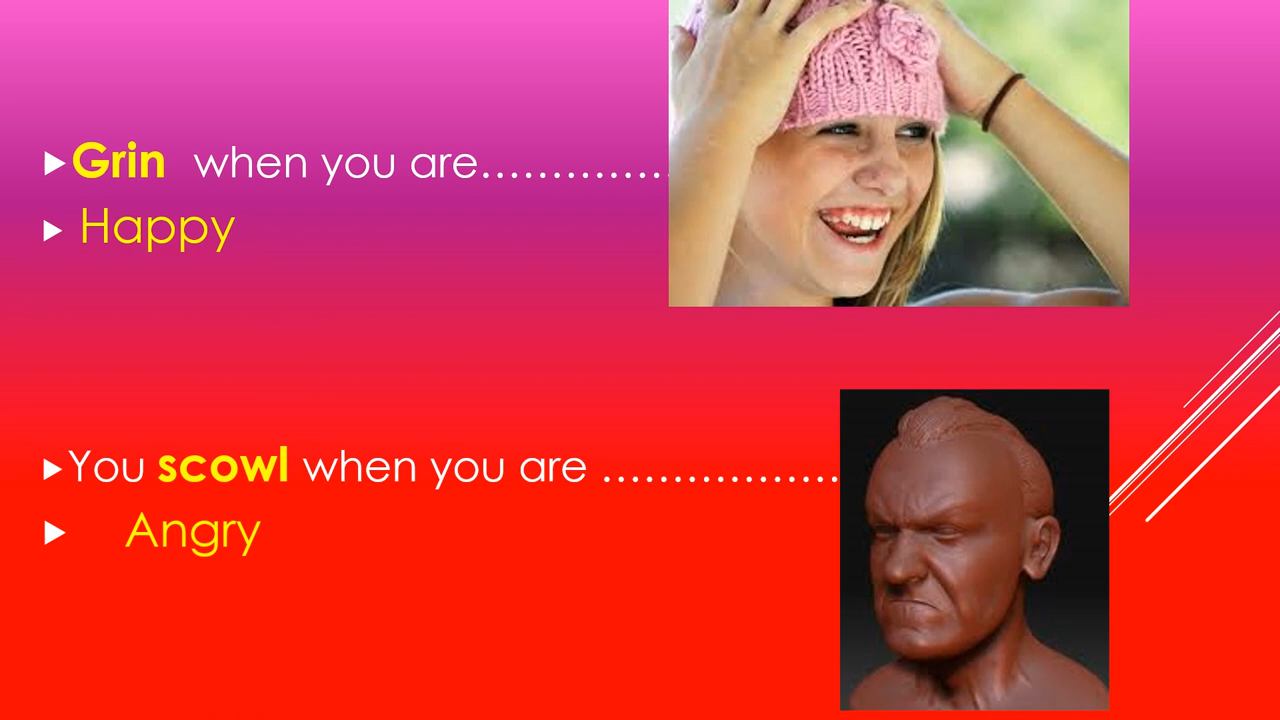 Grin when you are..............
Happy
You scowl when you are .................
Angry